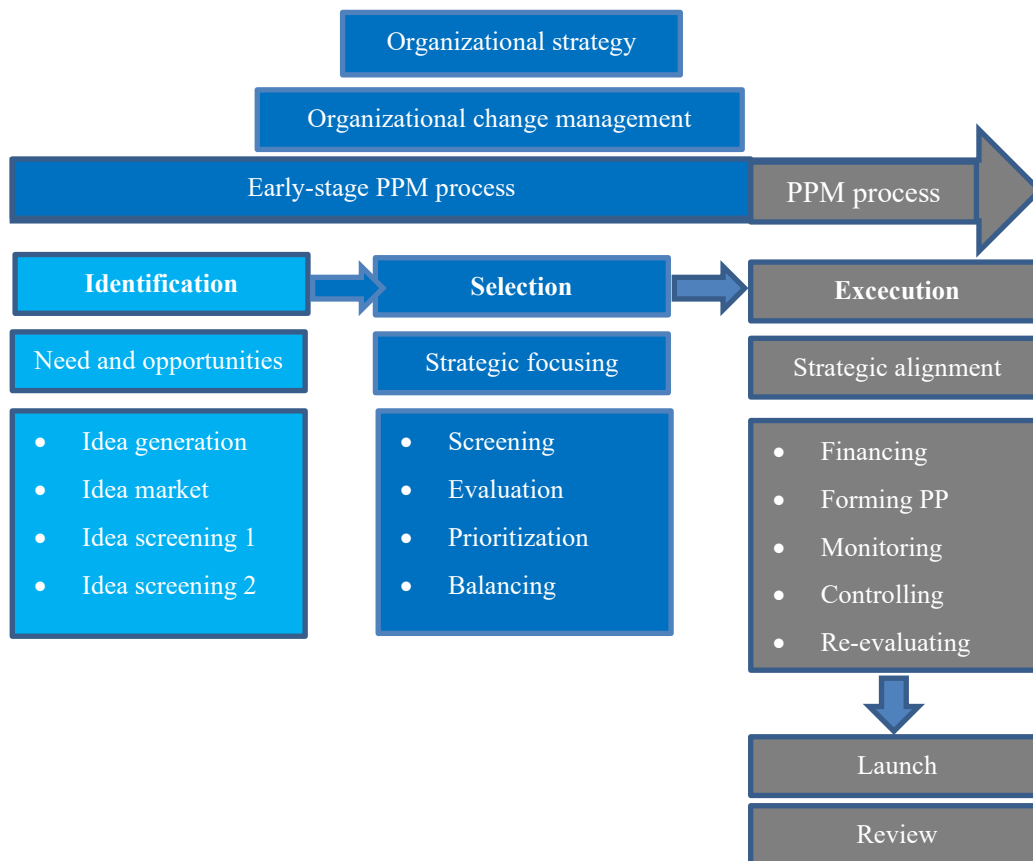 Organizational strategy
Organizational change management
Early-stage PPM process
PPM process
Identification
Selection
Excecution
Need and opportunities
Strategic focusing
Strategic alignment
• Idea generation
• Idea market
• Idea screening 1
• Idea screening 2
• Screening
• Evaluation
• Prioritization
• Balancing
• Financing
• Forming PP
• Monitoring
• Controlling
• Re-evaluating
Launch
Review